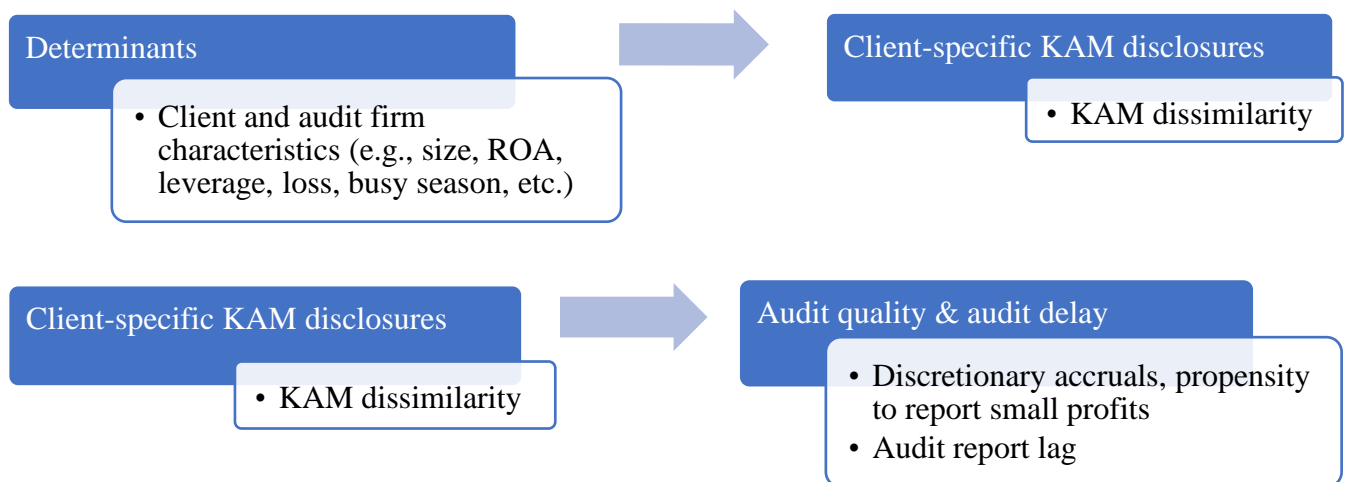 Determinants
• Client and audit firm
characteristics (e.g., size, ROA,
leverage, loss, busy season, etc.)
Client-specific KAM disclosures
• KAM dissimilarity
Client-specific KAM disclosures
• KAM dissimilarity
Audit quality & audit delay
• Discretionary accruals, propensity
to report small profits
• Audit report lag